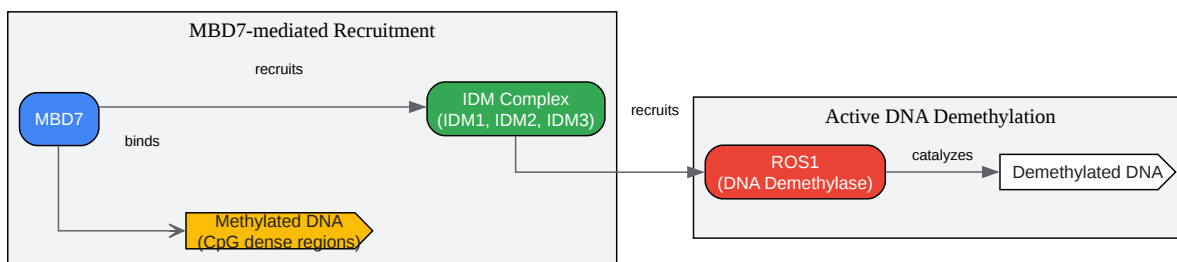 MBD7-mediated Recruitment
recruits
MBD7
IDM Complex
(IDM1, IDM2, IDM3)
binds
Methylated DNA
(CpG dense regions)
recruits
Active DNA Demethylation
ROS1
(DNA Demethylase)
catalyzes
Demethylated DNA